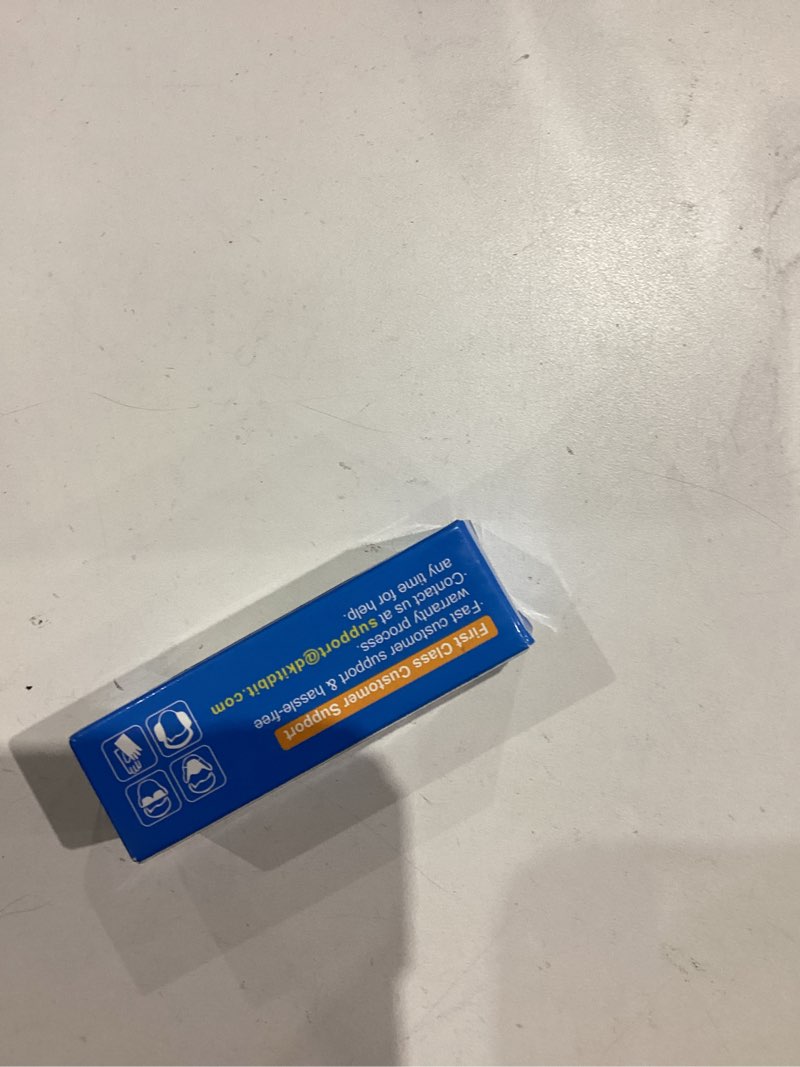 First Class Customer Support
·Fast customer support & hassle-free
warranty process.
·Contact us at support@dkitdbit.com
any time for help.